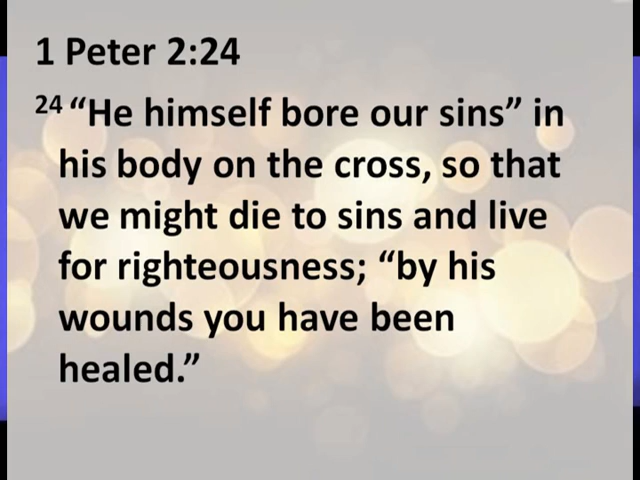 1 Peter 2:24
24 “He himself bore our sins” in
his body on the cross, so that
we might die to sins and live
for righteousness; “by his
wounds you have been
healed.”